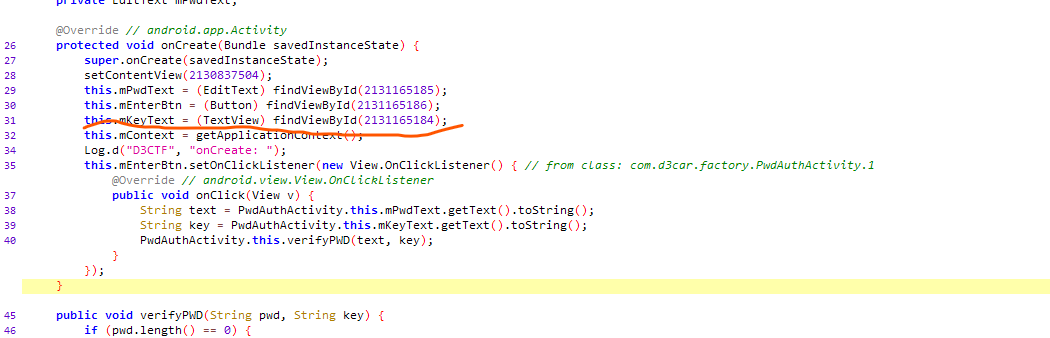 private EditText mPwdText;
@Override // android.app.Activity
26 protected void onCreate(Bundle savedInstanceState) {
27 super.onCreate(savedInstanceState);
28 setContentView(2130837504);
29 this.mPwdText = (EditText) findViewById(2131165185);
30 this.mEnterBtn = (Button) findViewById(2131165186);
31 this.mKeyText = (TextView) findViewById(2131165184);
32 this.mContext = getApplicationContext();
34 Log.d("D3CTF", "onCreate: ");
35 this.mEnterBtn.setOnClickListener(new View.OnClickListener() { // from class: com.d3car.factory.PwdAuthActivity.1
@Override // android.view.View.OnClickListener
37 public void onClick(View v) {
38 String text = PwdAuthActivity.this.mPwdText.getText().toString();
39 String key = PwdAuthActivity.this.mKeyText.getText().toString();
40 PwdAuthActivity.this.verifyPWD(text, key);
}
});
}
45 public void verifyPWD(String pwd, String key) {
46 if (pwd.length() == 0) {